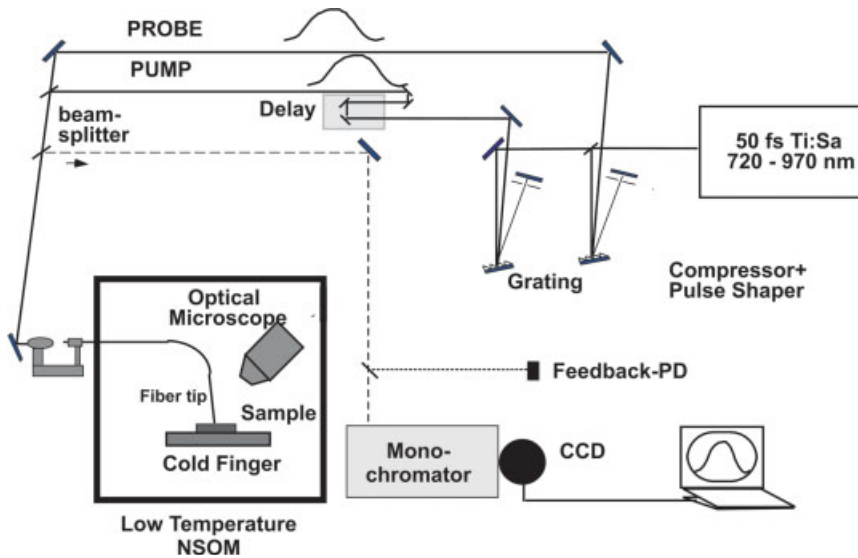 PROBE
PUMP
Delay
beam-
splitter
50 fs Ti:Sa
720 - 970 nm
Grating
Compressor+
Pulse Shaper
Optical
Microscope
Fiber tip
Sample
Cold Finger
Feedback-PD
Mono-
chromator
CCD
Low Temperature
NSOM